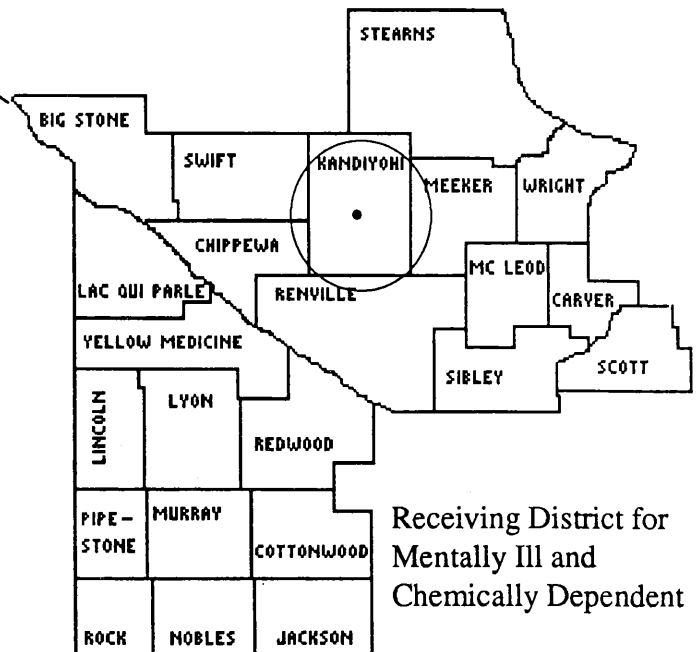 STEARNS
BIG STONE
SWIFT
KANDIYOHI
MEEKER
WRIGHT
CHIPPEWA
MC LEOD
LAC QUI PARLE
RENVILLE
CARVER
YELLOW MEDICINE
SIBLEY
SCOTT
LINCOLN
LYON
REDWOOD
PIPE-
STONE
MURRAY
COTTONWOOD
Receiving District for
Mentally Ill and
Chemically Dependent
ROCK
NOBLES
JACKSON